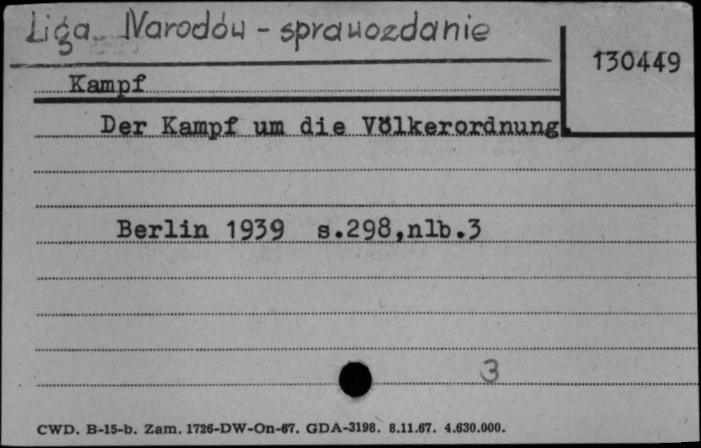 Liga Narodów - sprawozdanie
130449
Kampf
Der Kampf um die Völkerordnung
Berlin 1939 s.298,nlb.3
3
CWD. B-15-b. Zam. 1726-DW-On-67. GDA-3198. 8.11.67. 4.630.000.